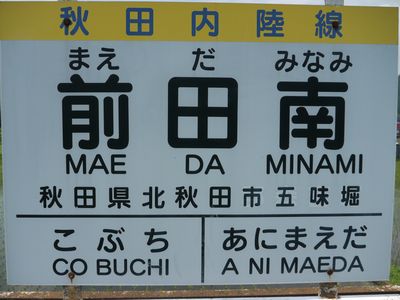 秋田内陸線
まえ だ みなみ
前田南
MAE DA MINAMI
秋田県北秋田市五味堀
こぶち あにまえだ
CO BUCHI A NI MAEDA